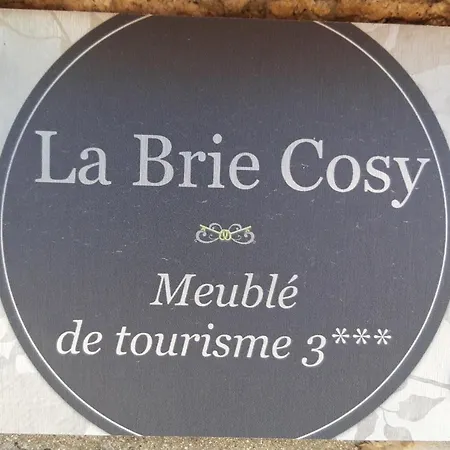 La Brie Cosy
Meublé
de tourisme 3***